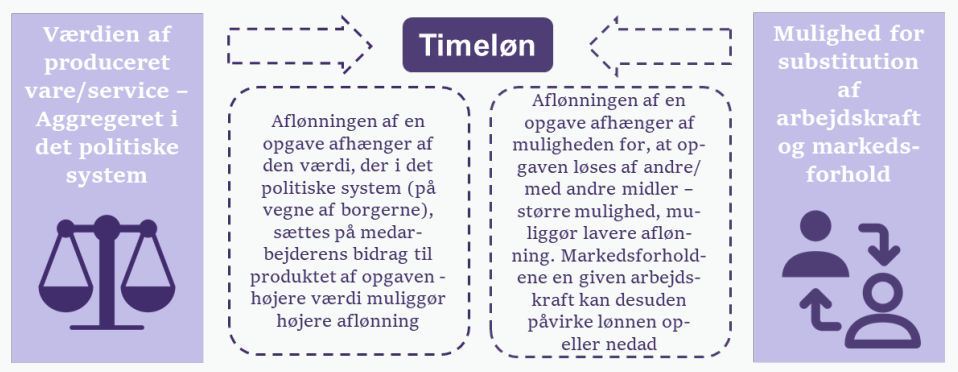 Værdien af
produceret
vare/service –
Aggregeret i
det politiske
system
Timeløn
Aflønningen af en
opgave afhænger af
den værdi, der i det
politiske system (på
vegne af borgerne),
sættes på medar-
bejderens bidrag til
produktet af opgaven -
højere værdi muliggør
højere aflønning
Aflønningen af en
opgave afhænger af
muligheden for, at op-
gaven løses af andre/
med andre midler –
større mulighed, mu-
liggør lavere afløn-
ning. Markedsforhold-
ene en given arbejds-
kraft kan desuden
påvirke lønnen op-
eller nedad
Mulighed for
substitution
af
arbejdskraft
og markeds-
forhold